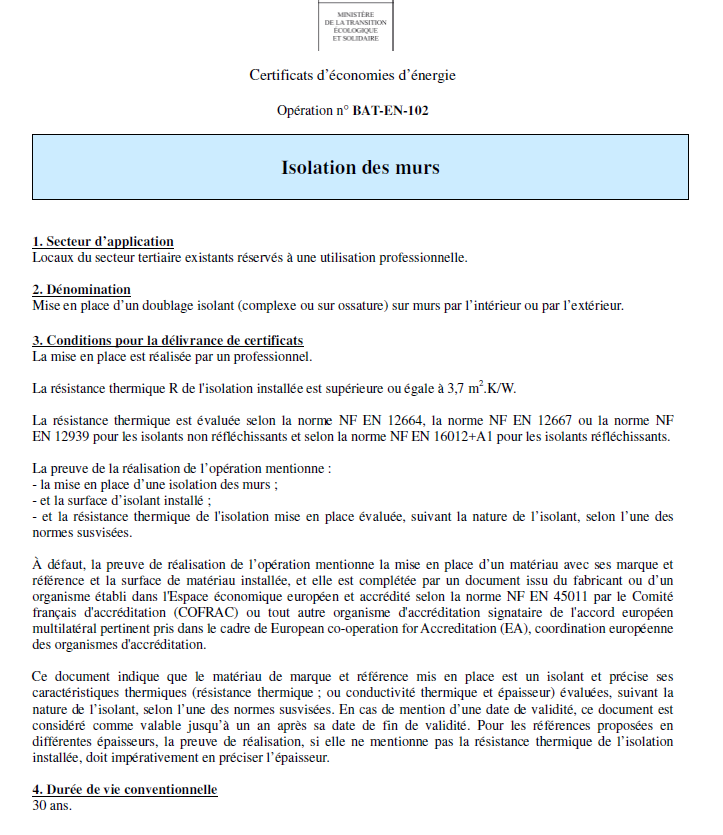 MINISTÈRE
DE LA TRANSITION
ÉCOLOGIQUE
ET SOLIDAIRE
Certificats d’économies d’énergie
Opération n° BAT-EN-102
Isolation des murs
1. Secteur d’application
Locaux du secteur tertiaire existants réservés à une utilisation professionnelle.
2. Dénomination
Mise en place d’un doublage isolant (complexe ou sur ossature) sur murs par l’intérieur ou par l’extérieur.
3. Conditions pour la délivrance de certificats
La mise en place est réalisée par un professionnel.
La résistance thermique R de l'isolation installée est supérieure ou égale à 3,7 m².K/W.
La résistance thermique est évaluée selon la norme NF EN 12664, la norme NF EN 12667 ou la norme NF
EN 12939 pour les isolants non réfléchissants et selon la norme NF EN 16012+A1 pour les isolants réfléchissants.
La preuve de la réalisation de l’opération mentionne :
- la mise en place d’une isolation des murs ;
- et la surface d’isolant installé ;
- et la résistance thermique de l'isolation mise en place évaluée, suivant la nature de l’isolant, selon l’une des
normes susvisées.
À défaut, la preuve de réalisation de l’opération mentionne la mise en place d’un matériau avec ses marque et
référence et la surface de matériau installée, et elle est complétée par un document issu du fabricant ou d’un
organisme établi dans l'Espace économique européen et accrédité selon la norme NF EN 45011 par le Comité
français d'accréditation (COFRAC) ou tout autre organisme d'accréditation signataire de l'accord européen
multilatéral pertinent pris dans le cadre de European co-operation for Accreditation (EA), coordination européenne
des organismes d'accréditation.
Ce document indique que le matériau de marque et référence mis en place est un isolant et précise ses
caractéristiques thermiques (résistance thermique ; ou conductivité thermique et épaisseur) évaluées, suivant la
nature de l’isolant, selon l’une des normes susvisées. En cas de mention d’une date de validité, ce document est
considéré comme valable jusqu’à un an après sa date de fin de validité. Pour les références proposées en
différentes épaisseurs, la preuve de réalisation, si elle ne mentionne pas la résistance thermique de l’isolation
installée, doit impérativement en préciser l’épaisseur.
4. Durée de vie conventionnelle
30 ans.